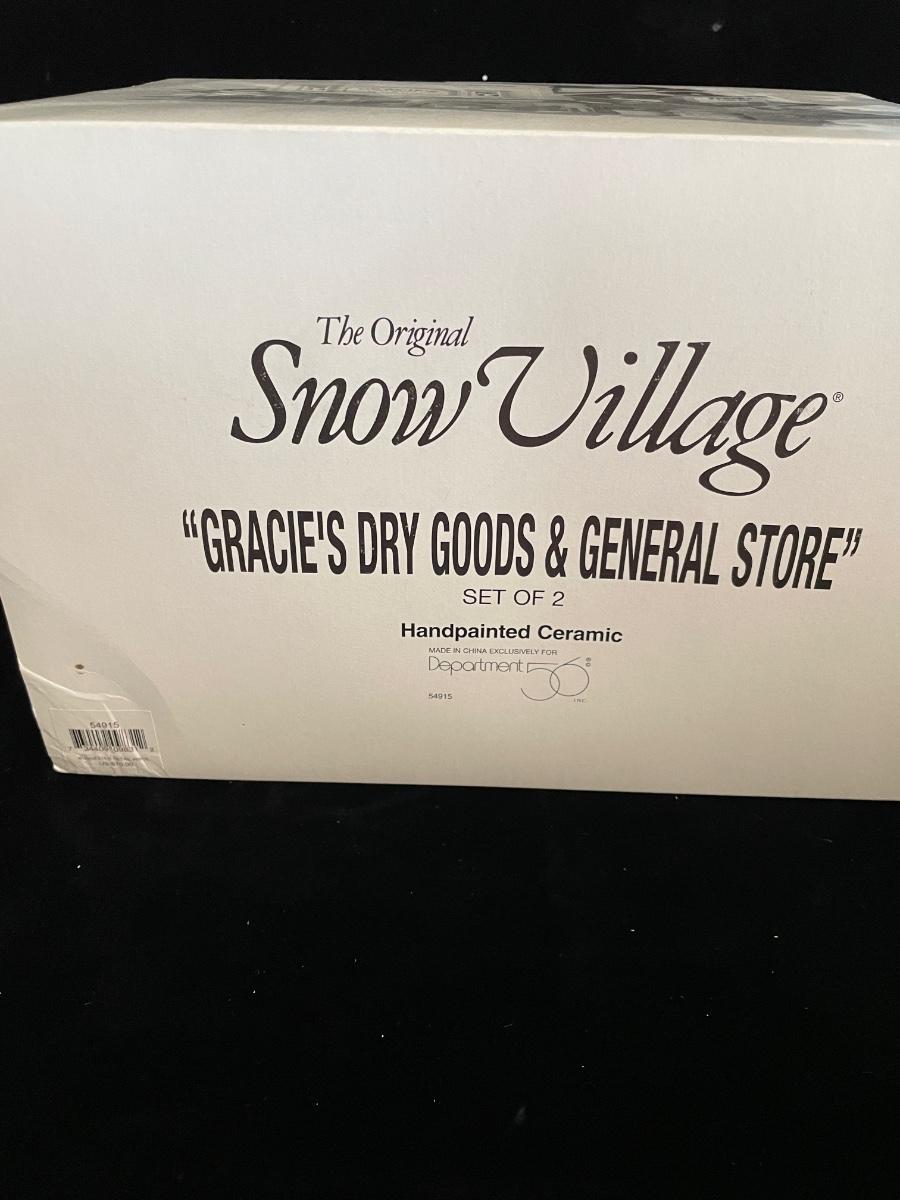 The Original
Snow Village®
“GRACIE'S DRY GOODS & GENERAL STORE”
SET OF 2
Handpainted Ceramic
MADE IN CHINA EXCLUSIVELY FOR
Department 56®
INC.
54915
54915